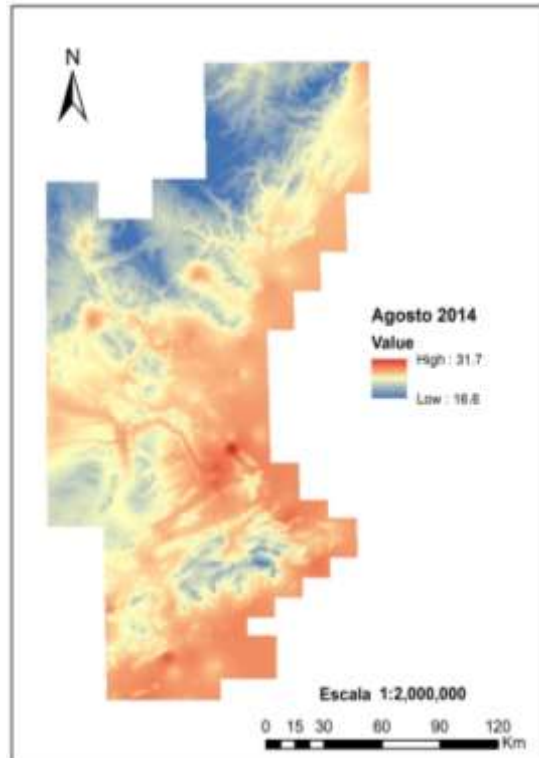 N
Agosto 2014
Value
High : 31.7
Low : 16.6
Escala 1:2,000,000
0 15 30 60 90 120
Km